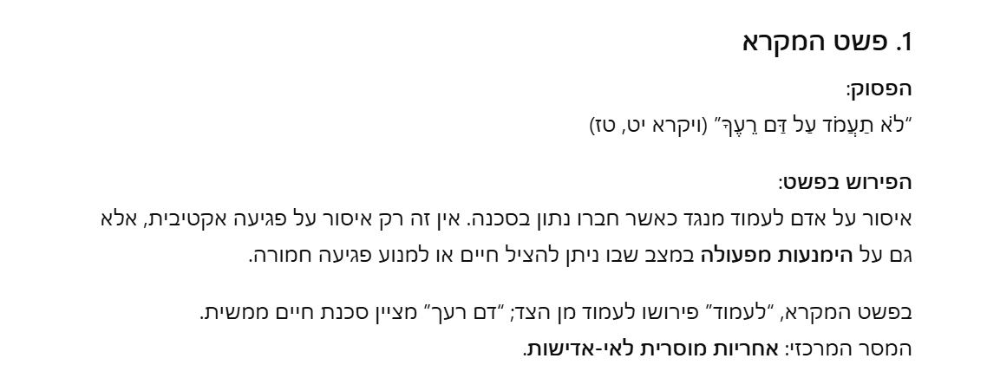 1. פשט המקרא
הפסוק:
“לֹא תַעֲמֹד עַל דַּם רֵעֶךָ” (ויקרא יט, טז)
הפירוש בפשט:
איסור על אדם לעמוד מנגד כאשר חברו נתון בסכנה. אין זה רק איסור על פגיעה אקטיבית, אלא
גם על הימנעות מפעולה במצב שבו ניתן להציל חיים או למנוע פגיעה חמורה.
בפשט המקרא, “לעמוד” פירושו לעמוד מן הצד; “דם רעך” מציין סכנת חיים ממשית.
המסר המרכזי: אחריות מוסרית לאי-אדישות.